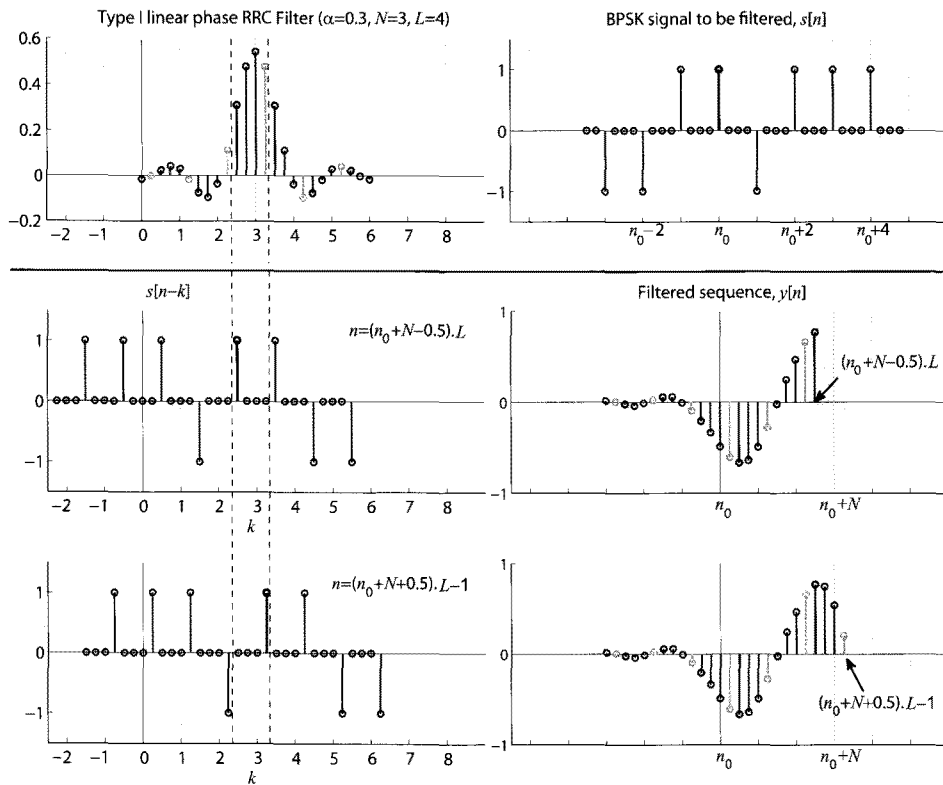 Type I linear phase RRC Filter (α=0.3, N=3, L=4)
0.6
0.4
0.2
0
−0.2
−2 −1 0 1 2 3 4 5 6 7 8
BPSK signal to be filtered, s[n]
1
0
−1
n₀−2 n₀ n₀+2 n₀+4
s[n−k]
n=(n₀+N−0.5).L
1
0
−1
−2 −1 0 1 2 3 4 5 6 7 8
k
Filtered sequence, y[n]
1
0
−1
(n₀+N−0.5).L
n₀ n₀+N
n=(n₀+N+0.5).L−1
1
0
−1
−2 −1 0 1 2 3 4 5 6 7 8
k
1
0
−1
(n₀+N+0.5).L−1
n₀ n₀+N